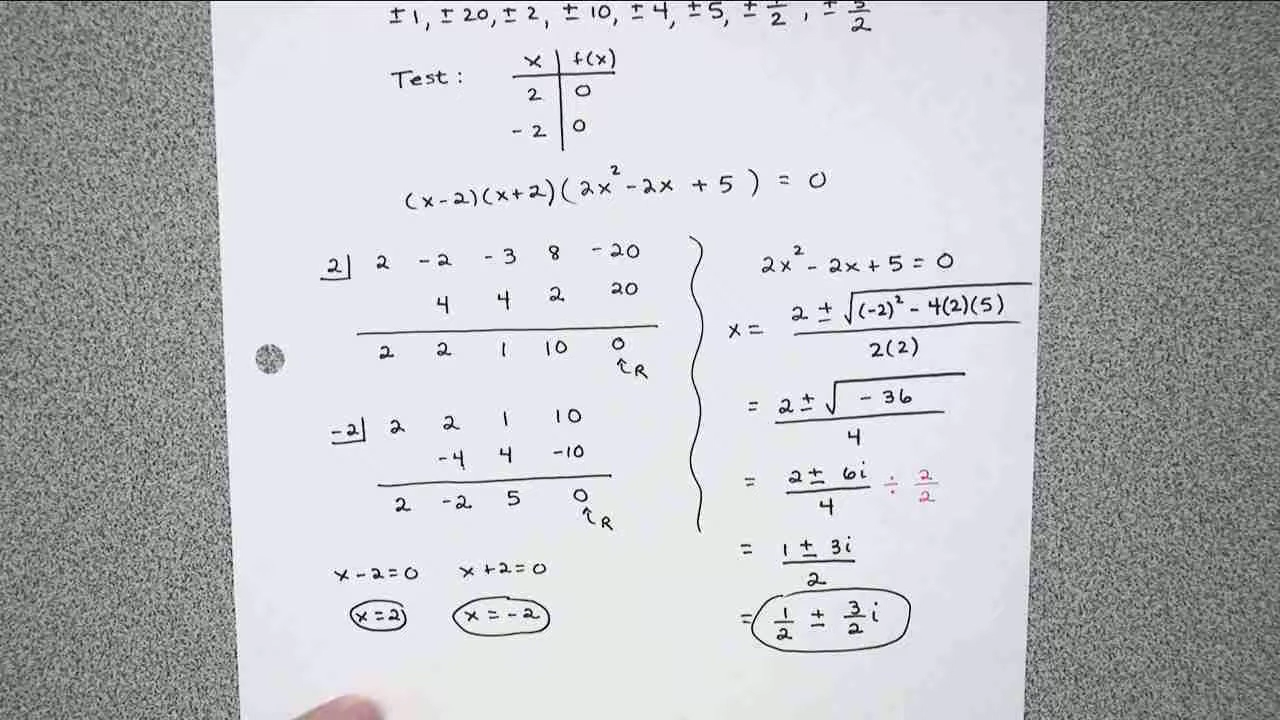 ± 1, ± 20, ± 2, ± 10, ± 4, ± 5, ± 1/2, ± 5/2
Test : x | f(x)
2 | 0
-2 | 0
(x-2)(x+2)(2x² - 2x + 5) = 0
2| 2 -2 -3 8 -20
4 4 2 20
2 2 1 10 0
↑R
-2| 2 2 1 10
-4 4 -10
2 -2 5 0
↑R
x-2=0 x+2=0
x=2 x=-2
2x² - 2x + 5 = 0
x = (2 ± √((-2)² - 4(2)(5))) / 2(2)
= (2 ± √(-36)) / 4
= (2 ± 6i) / 4 ÷ 2/2
= (1 ± 3i) / 2
= 1/2 ± 3/2 i